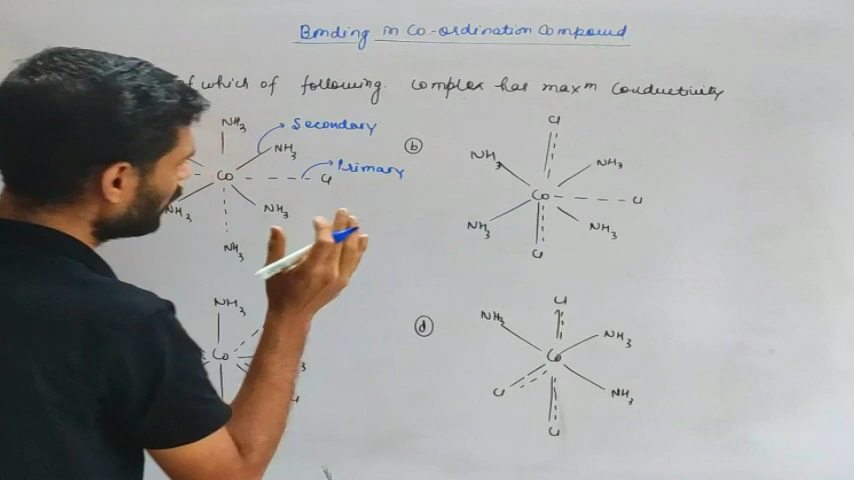 Bonding in Co-ordination Compound
which of following complex has maxm Conductivity
NH3
Secondary
NH3
Primary
Co
Cl
NH3
NH3
NH3
(b)
Cl
NH3
NH3
Co
Cl
NH3
NH3
Cl
NH3
Co
(d)
Cl
NH3
NH3
Co
Cl
NH3
Cl